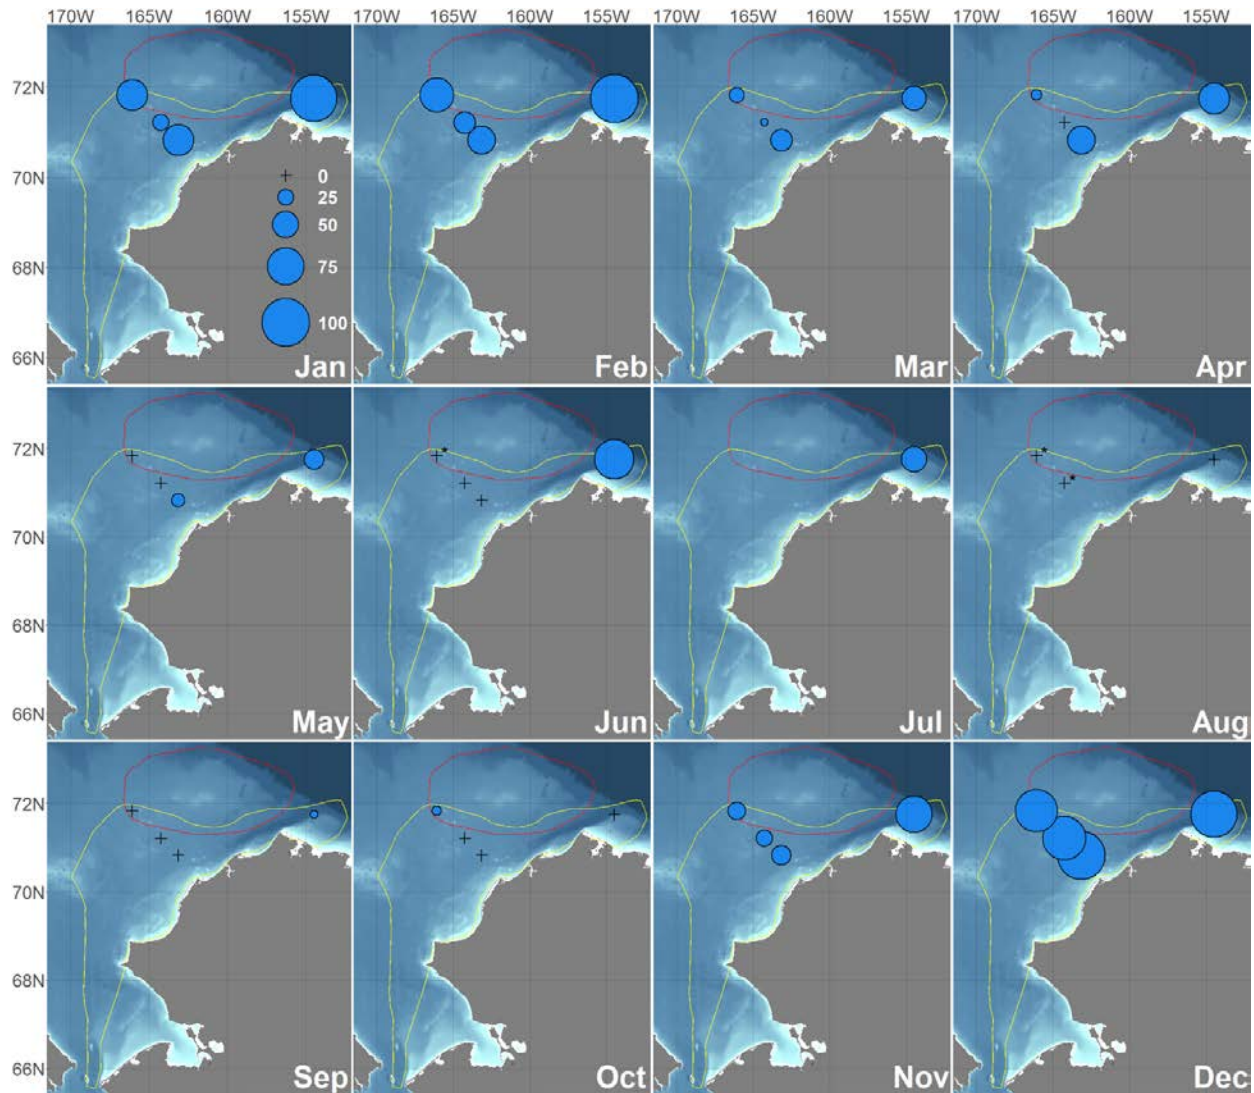 170W 165W 160W 155W 170W 165W 160W 155W 170W 165W 160W 155W 170W 165W 160W 155W
72N
70N
0
25
50
68N
75
100
66N
Jan Feb Mar Apr
72N
* * *
70N
68N
66N
May Jun Jul Aug
72N
70N
68N
66N
Sep Oct Nov Dec